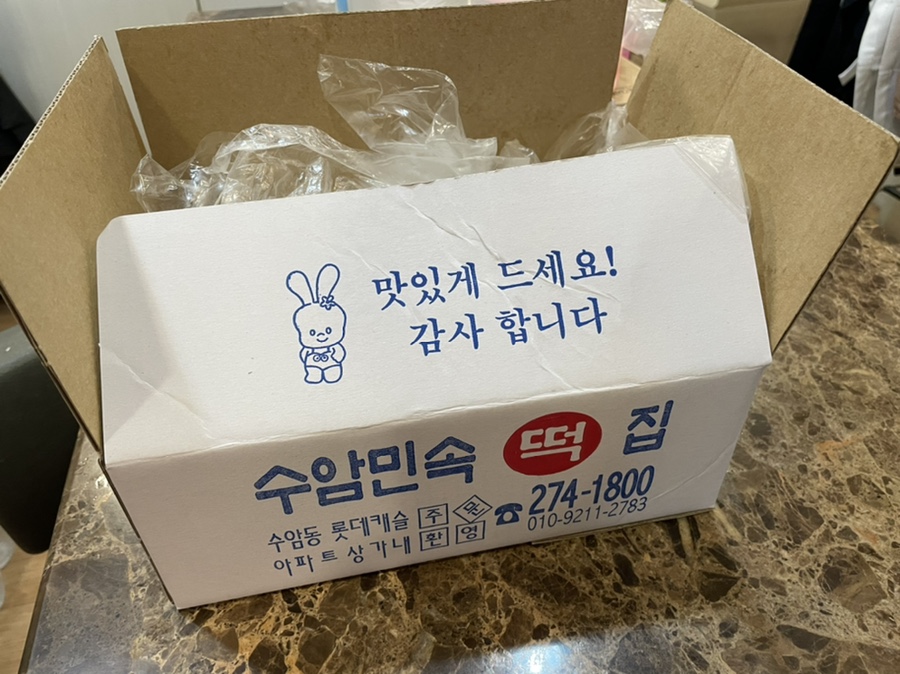 맛있게 드세요!
감사 합니다
수암민속 떡 집
수암동 롯데캐슬
아파트 상가내
주문
환영
☎ 274-1800
010-9211-2783